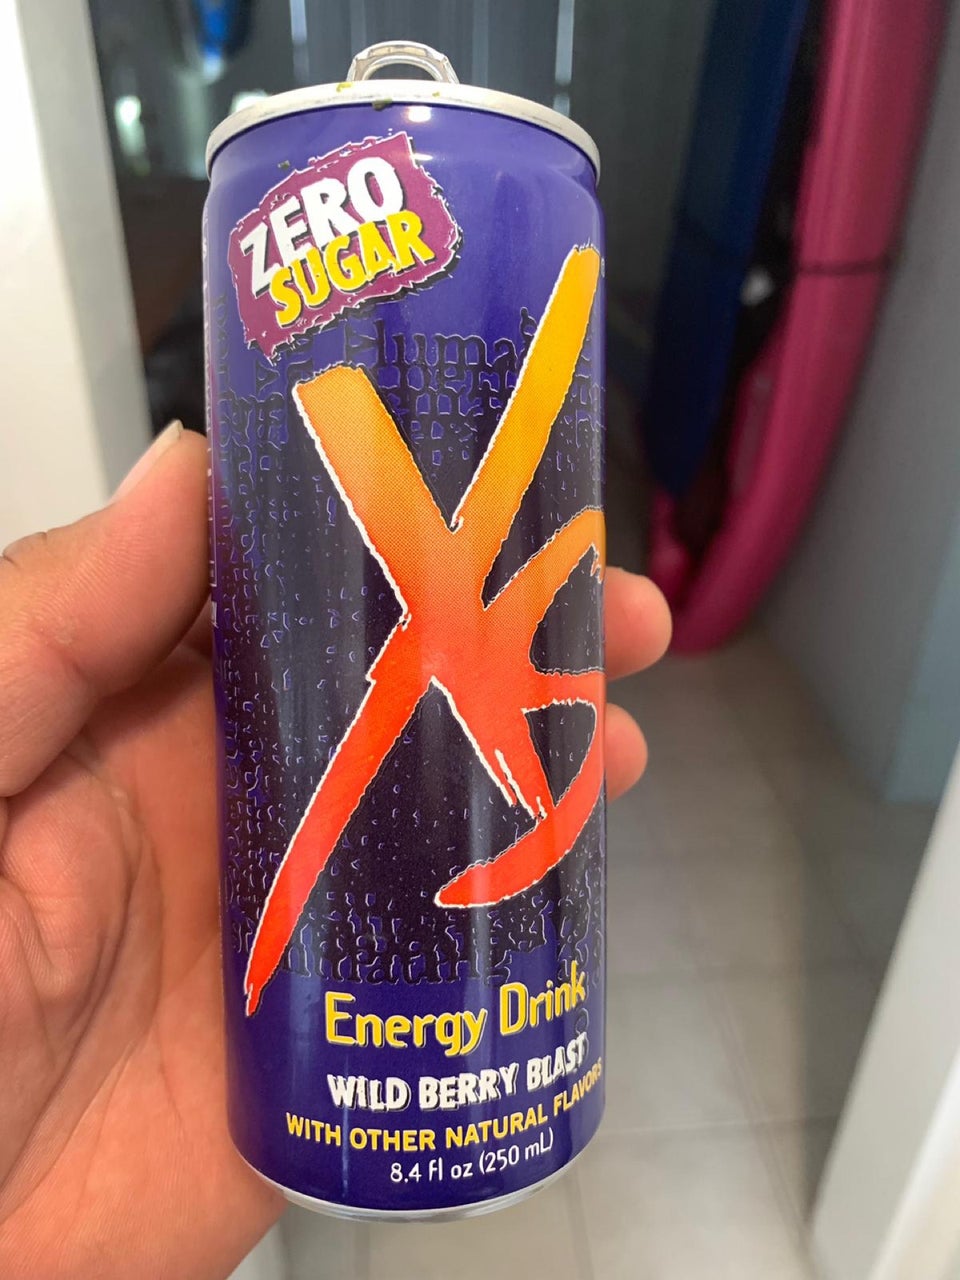 ZERO
SUGAR
XS
Energy Drink
WILD BERRY BLAST
WITH OTHER NATURAL FLAVORS
8.4 fl oz (250 mL)